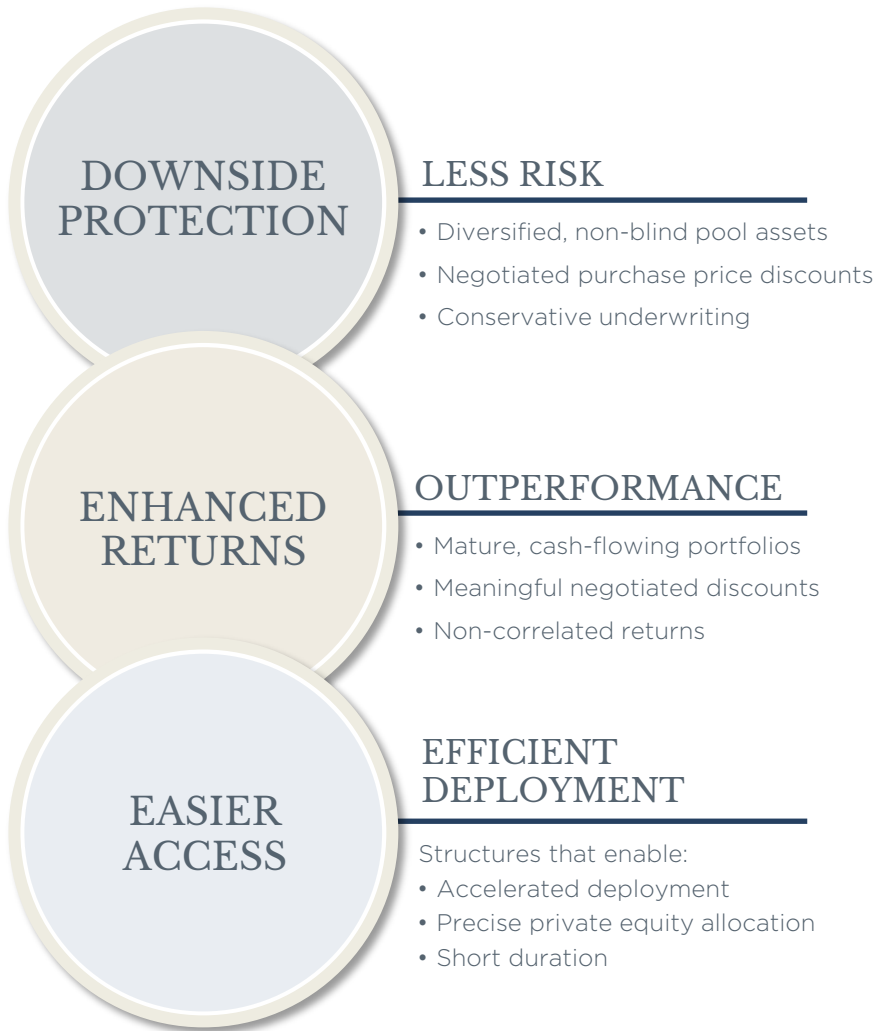 DOWNSIDE
PROTECTION
LESS RISK
• Diversified, non-blind pool assets
• Negotiated purchase price discounts
• Conservative underwriting
ENHANCED
RETURNS
OUTPERFORMANCE
• Mature, cash-flowing portfolios
• Meaningful negotiated discounts
• Non-correlated returns
EASIER
ACCESS
EFFICIENT
DEPLOYMENT
Structures that enable:
• Accelerated deployment
• Precise private equity allocation
• Short duration